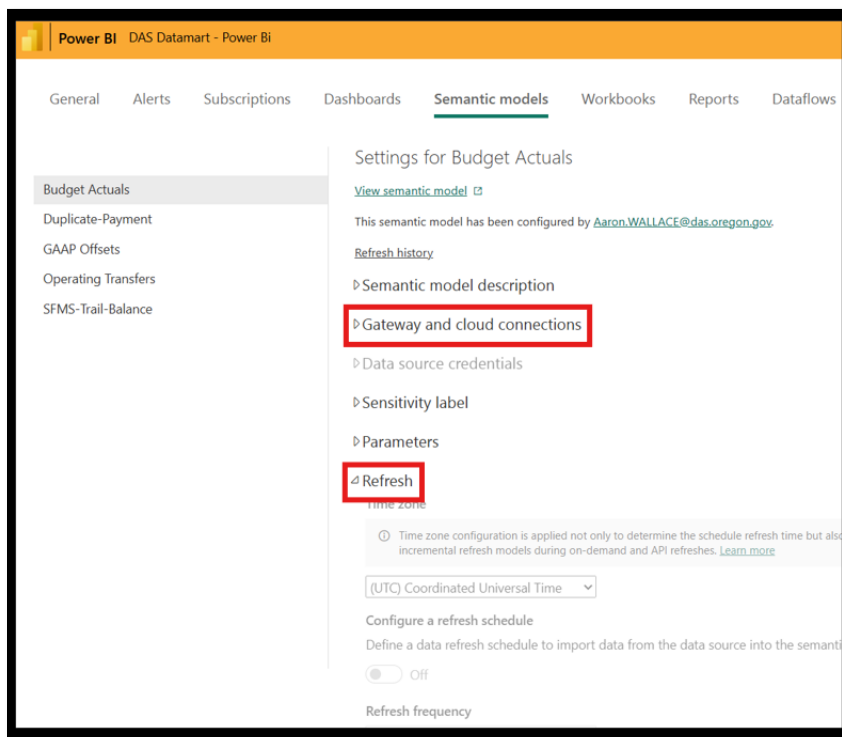 Power BI DAS Datamart - Power Bi
General Alerts Subscriptions Dashboards Semantic models Workbooks Reports Dataflows
Budget Actuals
Duplicate-Payment
GAAP Offsets
Operating Transfers
SFMS-Trail-Balance
Settings for Budget Actuals
View semantic model
This semantic model has been configured by Aaron.WALLACE@das.oregon.gov.
Refresh history
Semantic model description
Gateway and cloud connections
Data source credentials
Sensitivity label
Parameters
Refresh
Time zone
Time zone configuration is applied not only to determine the schedule refresh time but also
incremental refresh models during on-demand and API refreshes. Learn more
(UTC) Coordinated Universal Time
Configure a refresh schedule
Define a data refresh schedule to import data from the data source into the semanti
Off
Refresh frequency